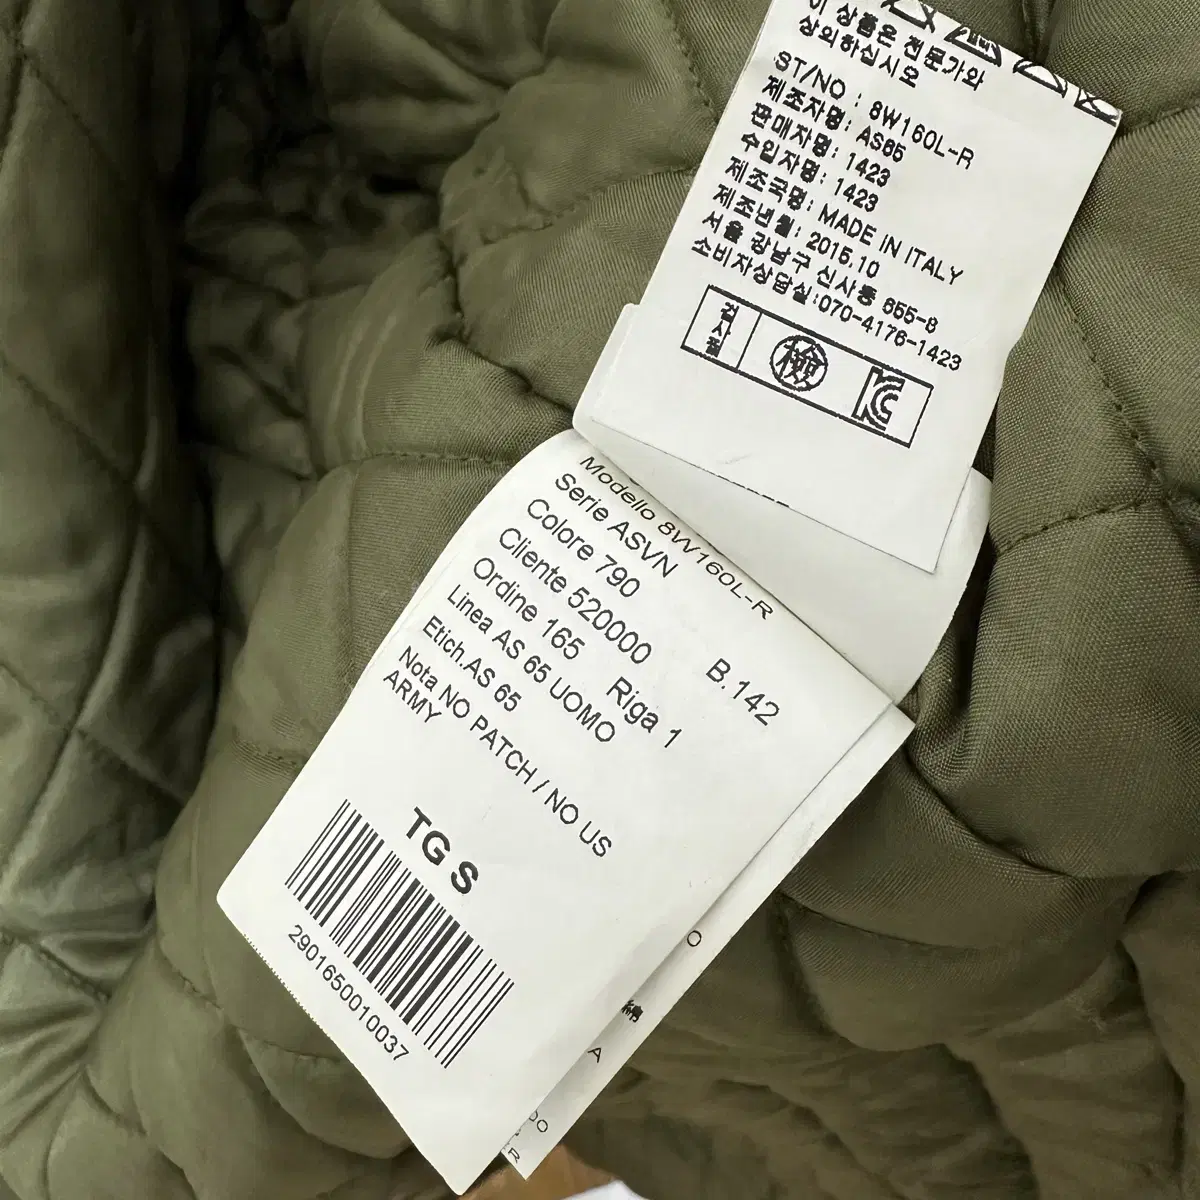 이 상품은 전문가와
상의하십시오
ST/NO : 8W160L-R
제조자명: AS65
판매자명: 1423
수입자명: 1423
제조국명: MADE IN ITALY
제조년월: 2015.10
서울 강남구 신사동 655-8
소비자상담실:070-4176-1423
검사필
檢
KC
Modello 8W160L-R
Serie ASVN
Colore 790
Cliente 520000 B.142
Ordine 165 Riga 1
Linea AS 65 UOMO
Etich.AS 65
Nota NO PATCH / NO US
ARMY
TG S
2901650010037
O
綿
A
R